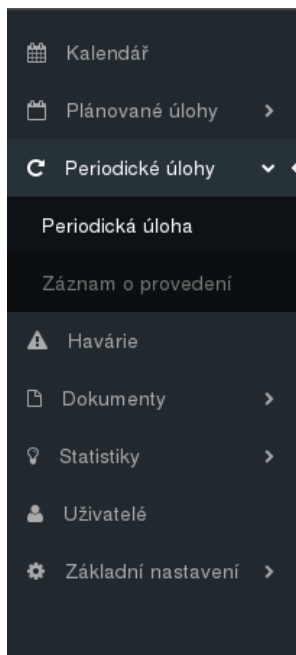 Kalendář
Plánované úlohy
Periodické úlohy
Periodická úloha
Záznam o provedení
Havárie
Dokumenty
Statistiky
Uživatelé
Základní nastavení